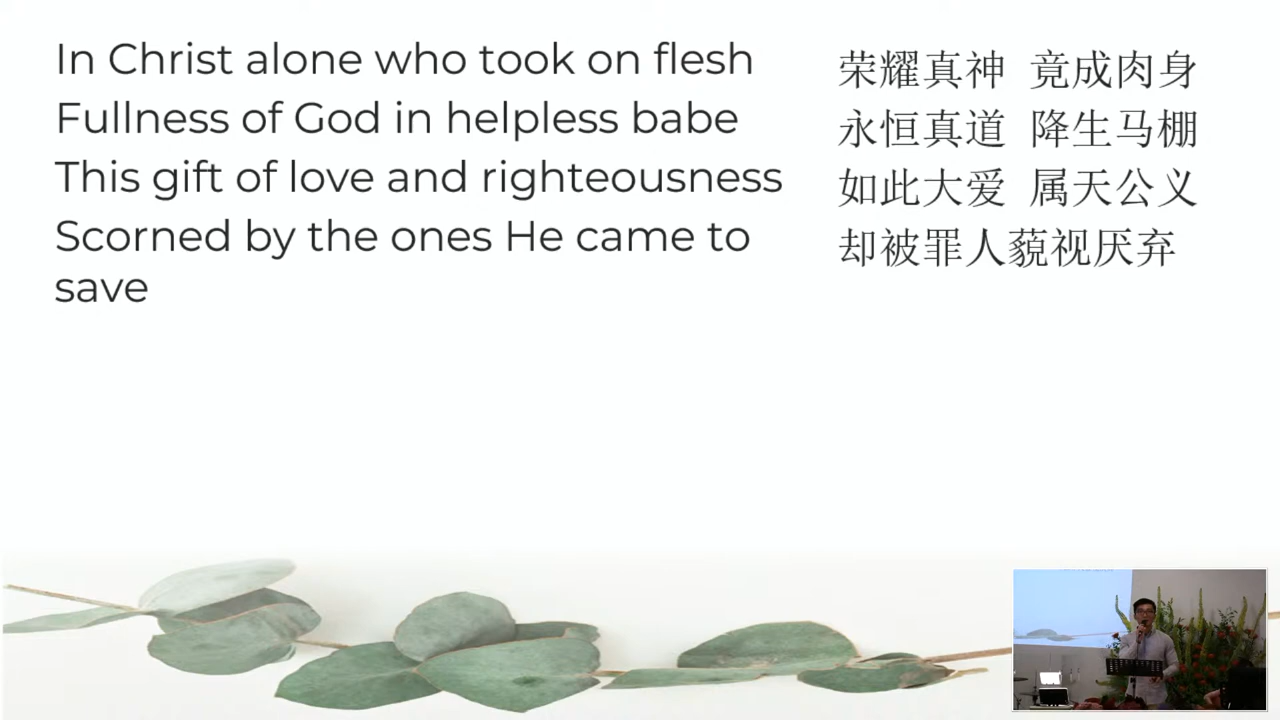 In Christ alone who took on flesh
Fullness of God in helpless babe
This gift of love and righteousness
Scorned by the ones He came to
save
荣耀真神 竟成肉身
永恒真道 降生马棚
如此大爱 属天公义
却被罪人藐视厌弃